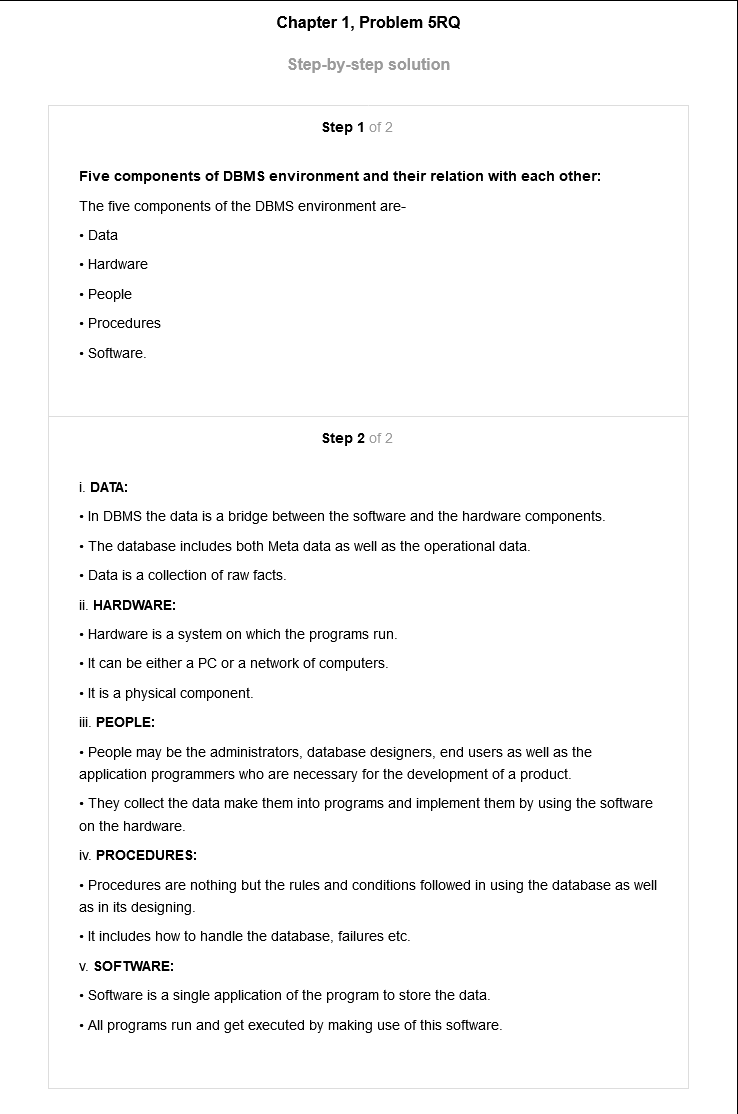 Chapter 1, Problem 5RQ
Step-by-step solution
Step 1 of 2
Five components of DBMS environment and their relation with each other:
The five components of the DBMS environment are-
• Data
• Hardware
• People
• Procedures
• Software.
Step 2 of 2
i. DATA:
• In DBMS the data is a bridge between the software and the hardware components.
• The database includes both Meta data as well as the operational data.
• Data is a collection of raw facts.
ii. HARDWARE:
• Hardware is a system on which the programs run.
• It can be either a PC or a network of computers.
• It is a physical component.
iii. PEOPLE:
• People may be the administrators, database designers, end users as well as the
application programmers who are necessary for the development of a product.
• They collect the data make them into programs and implement them by using the software
on the hardware.
iv. PROCEDURES:
• Procedures are nothing but the rules and conditions followed in using the database as well
as in its designing.
• It includes how to handle the database, failures etc.
v. SOFTWARE:
• Software is a single application of the program to store the data.
• All programs run and get executed by making use of this software.